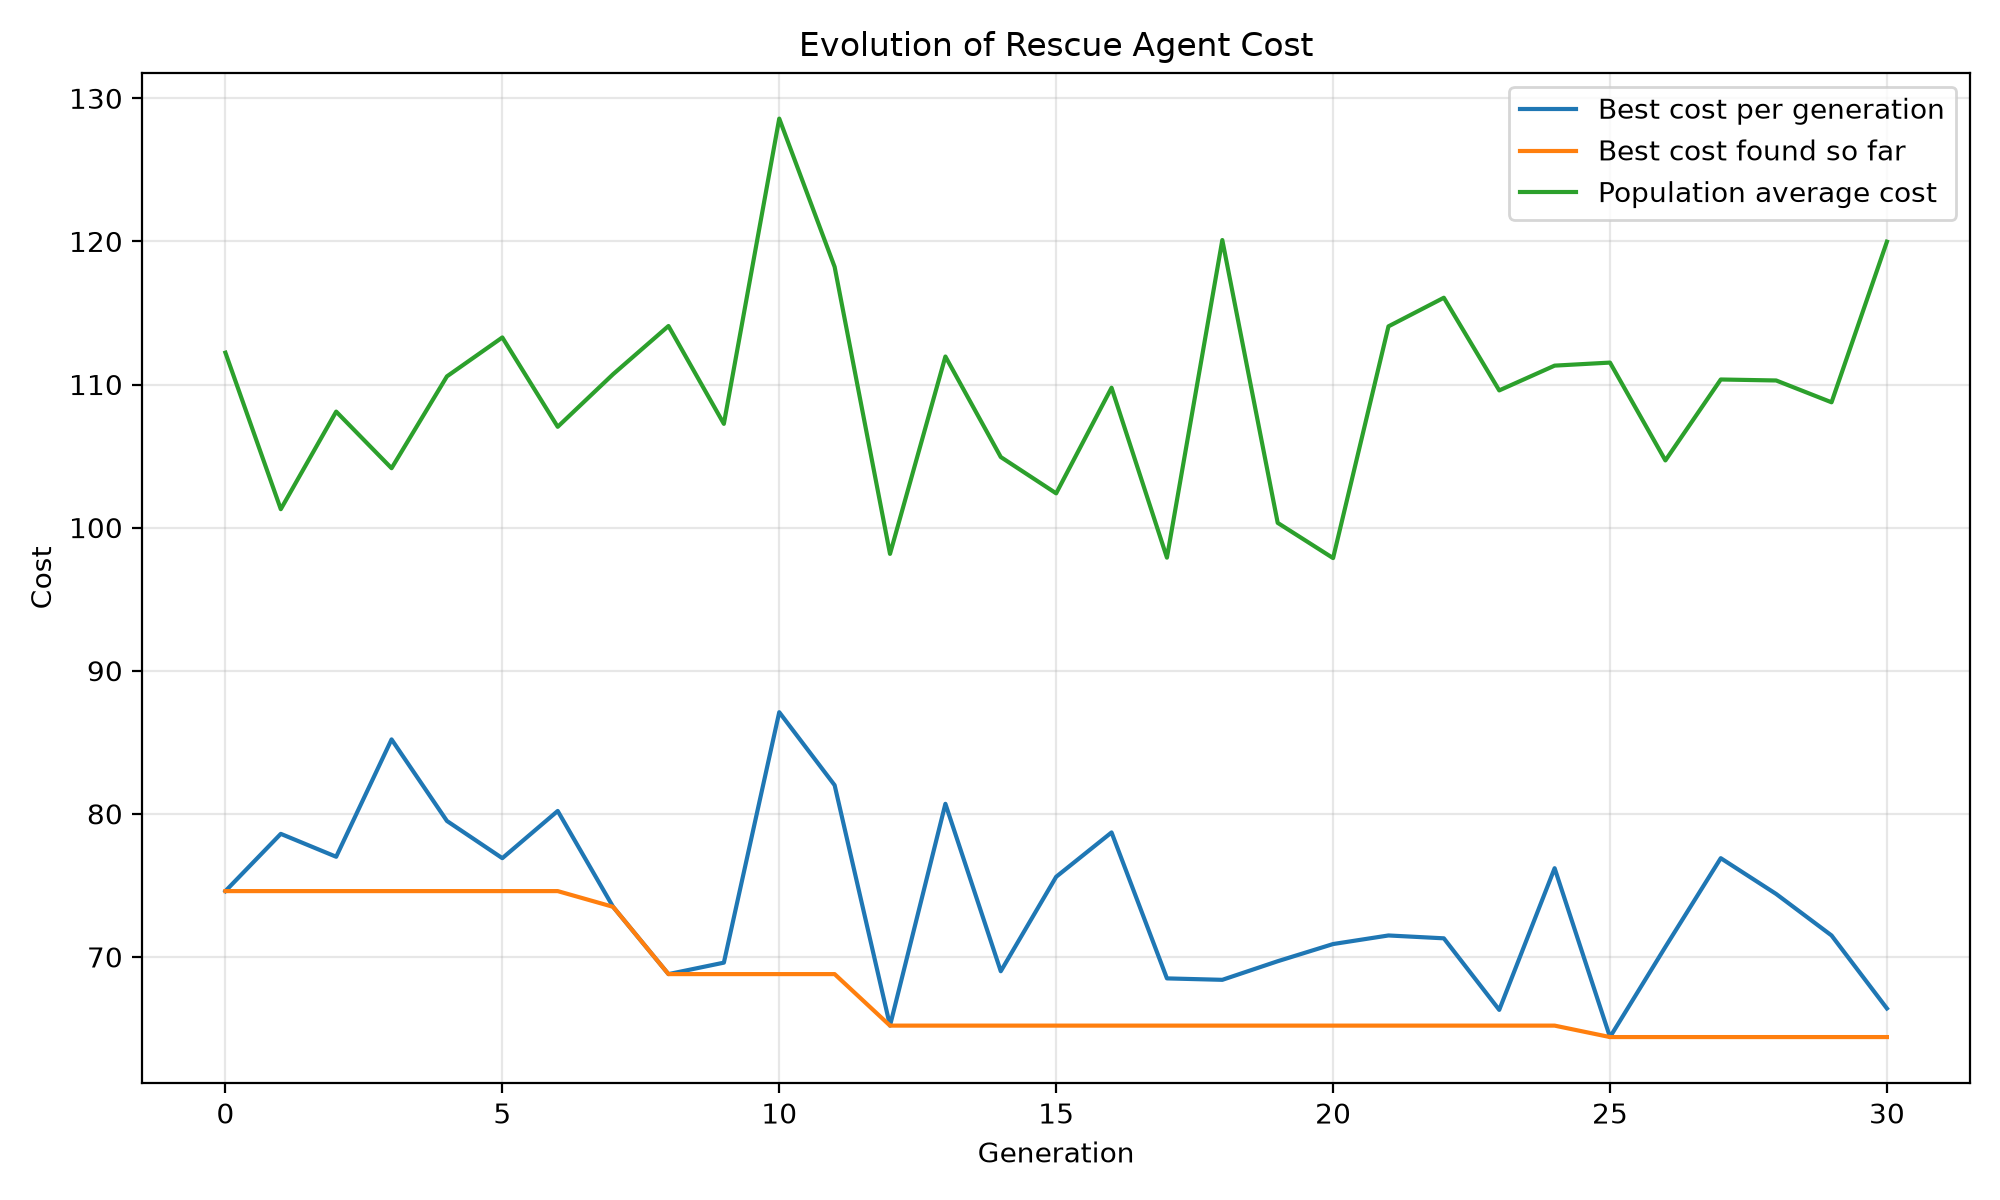 Evolution of Rescue Agent Cost
130
120
110
100
90
80
70
Cost
Best cost per generation
Best cost found so far
Population average cost
0 5 10 15 20 25 30
Generation